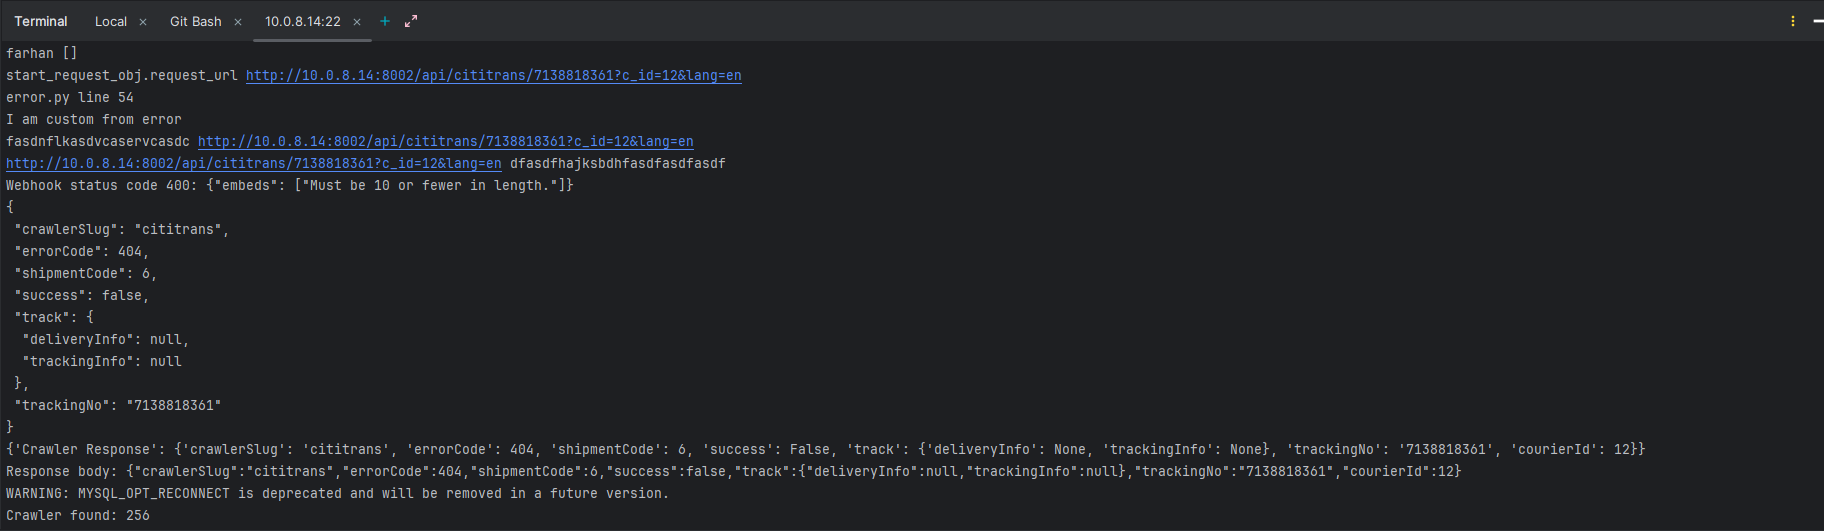 Terminal Local × Git Bash × 10.0.8.14:22 × +
farhan []
start_request_obj.request_url http://10.0.8.14:8002/api/cititrans/7138818361?c_id=12&lang=en
error.py line 54
I am custom from error
fasdnflkasdvcaservcasdc http://10.0.8.14:8002/api/cititrans/7138818361?c_id=12&lang=en
http://10.0.8.14:8002/api/cititrans/7138818361?c_id=12&lang=en dfasdfhajksbdhfasdfasdfasdf
Webhook status code 400: {"embeds": ["Must be 10 or fewer in length."]}
{
 "crawlerSlug": "cititrans",
 "errorCode": 404,
 "shipmentCode": 6,
 "success": false,
 "track": {
  "deliveryInfo": null,
  "trackingInfo": null
 },
 "trackingNo": "7138818361"
}
{'Crawler Response': {'crawlerSlug': 'cititrans', 'errorCode': 404, 'shipmentCode': 6, 'success': False, 'track': {'deliveryInfo': None, 'trackingInfo': None}, 'trackingNo': '7138818361', 'courierId': 12}}
Response body: {"crawlerSlug":"cititrans","errorCode":404,"shipmentCode":6,"success":false,"track":{"deliveryInfo":null,"trackingInfo":null},"trackingNo":"7138818361","courierId":12}
WARNING: MYSQL_OPT_RECONNECT is deprecated and will be removed in a future version.
Crawler found: 256